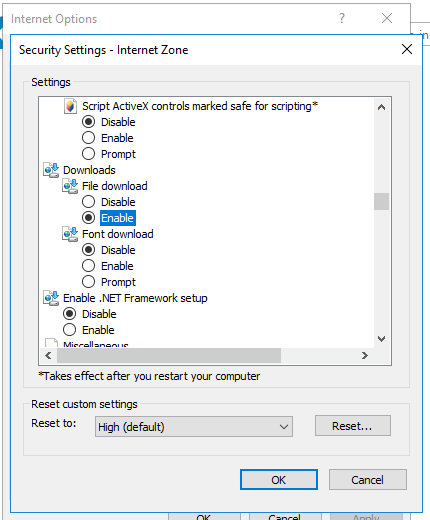 Internet Options
?
in
Security Settings - Internet Zone
Settings
Script ActiveX controls marked safe for scripting*
Disable
Enable
Prompt
Downloads
File download
Disable
Enable
Font download
Disable
Enable
Prompt
Enable .NET Framework setup
Disable
Enable
Miscellaneous
*Takes effect after you restart your computer
Reset custom settings
Reset to:
High (default)
Reset...
OK
Cancel
OK
Cancel
Apply